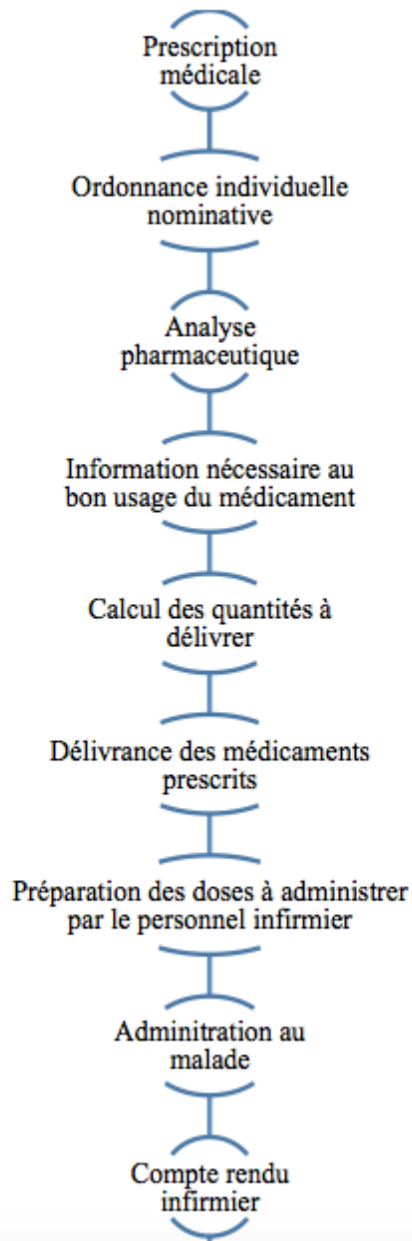 Prescription
médicale
Ordonnance individuelle
nominative
Analyse
pharmaceutique
Information nécessaire au
bon usage du médicament
Calcul des quantités à
délivrer
Délivrance des médicaments
prescrits
Préparation des doses à administrer
par le personnel infirmier
Adminitration au
malade
Compte rendu
infirmier